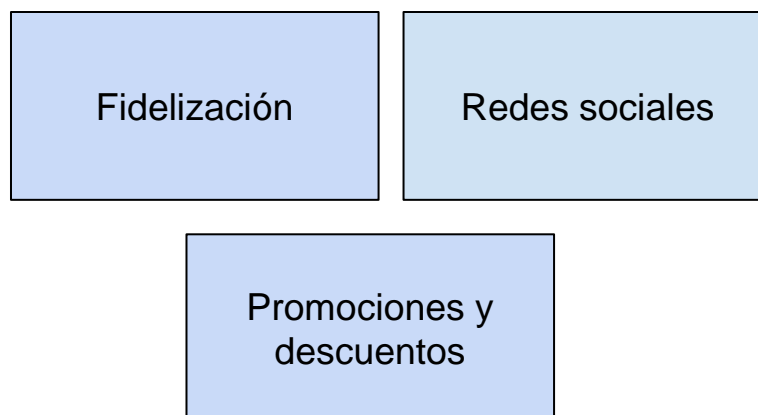 Fidelización
Redes sociales
Promociones y
descuentos